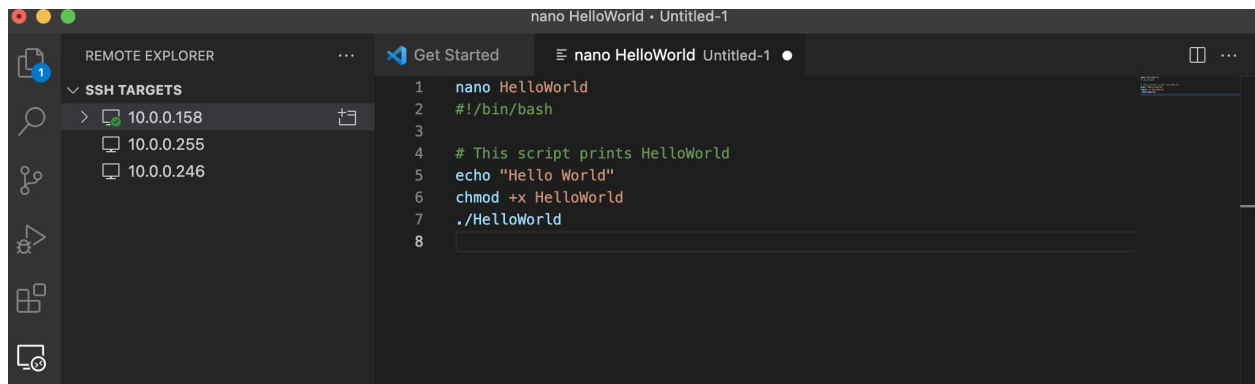 nano HelloWorld • Untitled-1
REMOTE EXPLORER ...
SSH TARGETS
10.0.0.158
10.0.0.255
10.0.0.246
1
Get Started
nano HelloWorld Untitled-1 ●
...
1 nano HelloWorld
2 #!/bin/bash
3
4 # This script prints HelloWorld
5 echo "Hello World"
6 chmod +x HelloWorld
7 ./HelloWorld
8